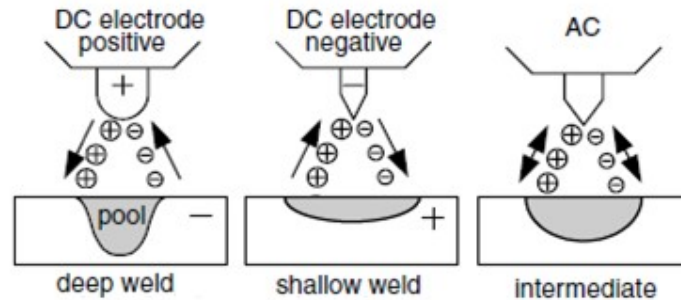 DC electrode
positive
+
pool
−
deep weld
DC electrode
negative
−
+
shallow weld
AC
intermediate